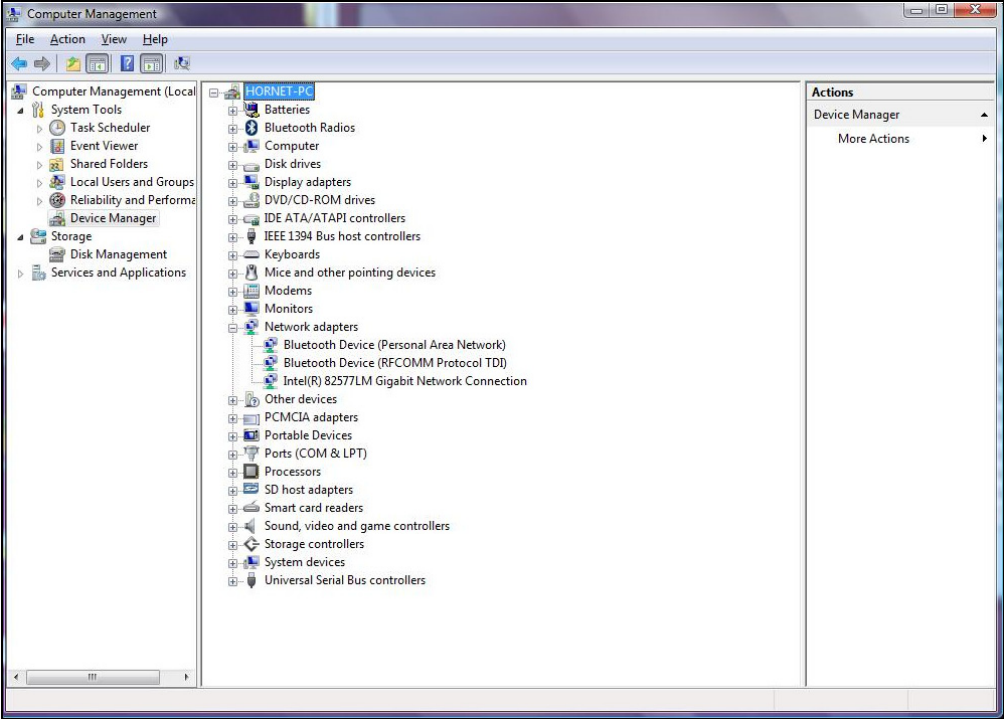 Computer Management
File Action View Help
Computer Management (Local
System Tools
Task Scheduler
Event Viewer
Shared Folders
Local Users and Groups
Reliability and Performa
Device Manager
Storage
Disk Management
Services and Applications
HORNET-PC
Batteries
Bluetooth Radios
Computer
Disk drives
Display adapters
DVD/CD-ROM drives
IDE ATA/ATAPI controllers
IEEE 1394 Bus host controllers
Keyboards
Mice and other pointing devices
Modems
Monitors
Network adapters
Bluetooth Device (Personal Area Network)
Bluetooth Device (RFCOMM Protocol TDI)
Intel(R) 82577LM Gigabit Network Connection
Other devices
PCMCIA adapters
Portable Devices
Ports (COM & LPT)
Processors
SD host adapters
Smart card readers
Sound, video and game controllers
Storage controllers
System devices
Universal Serial Bus controllers
Actions
Device Manager
More Actions